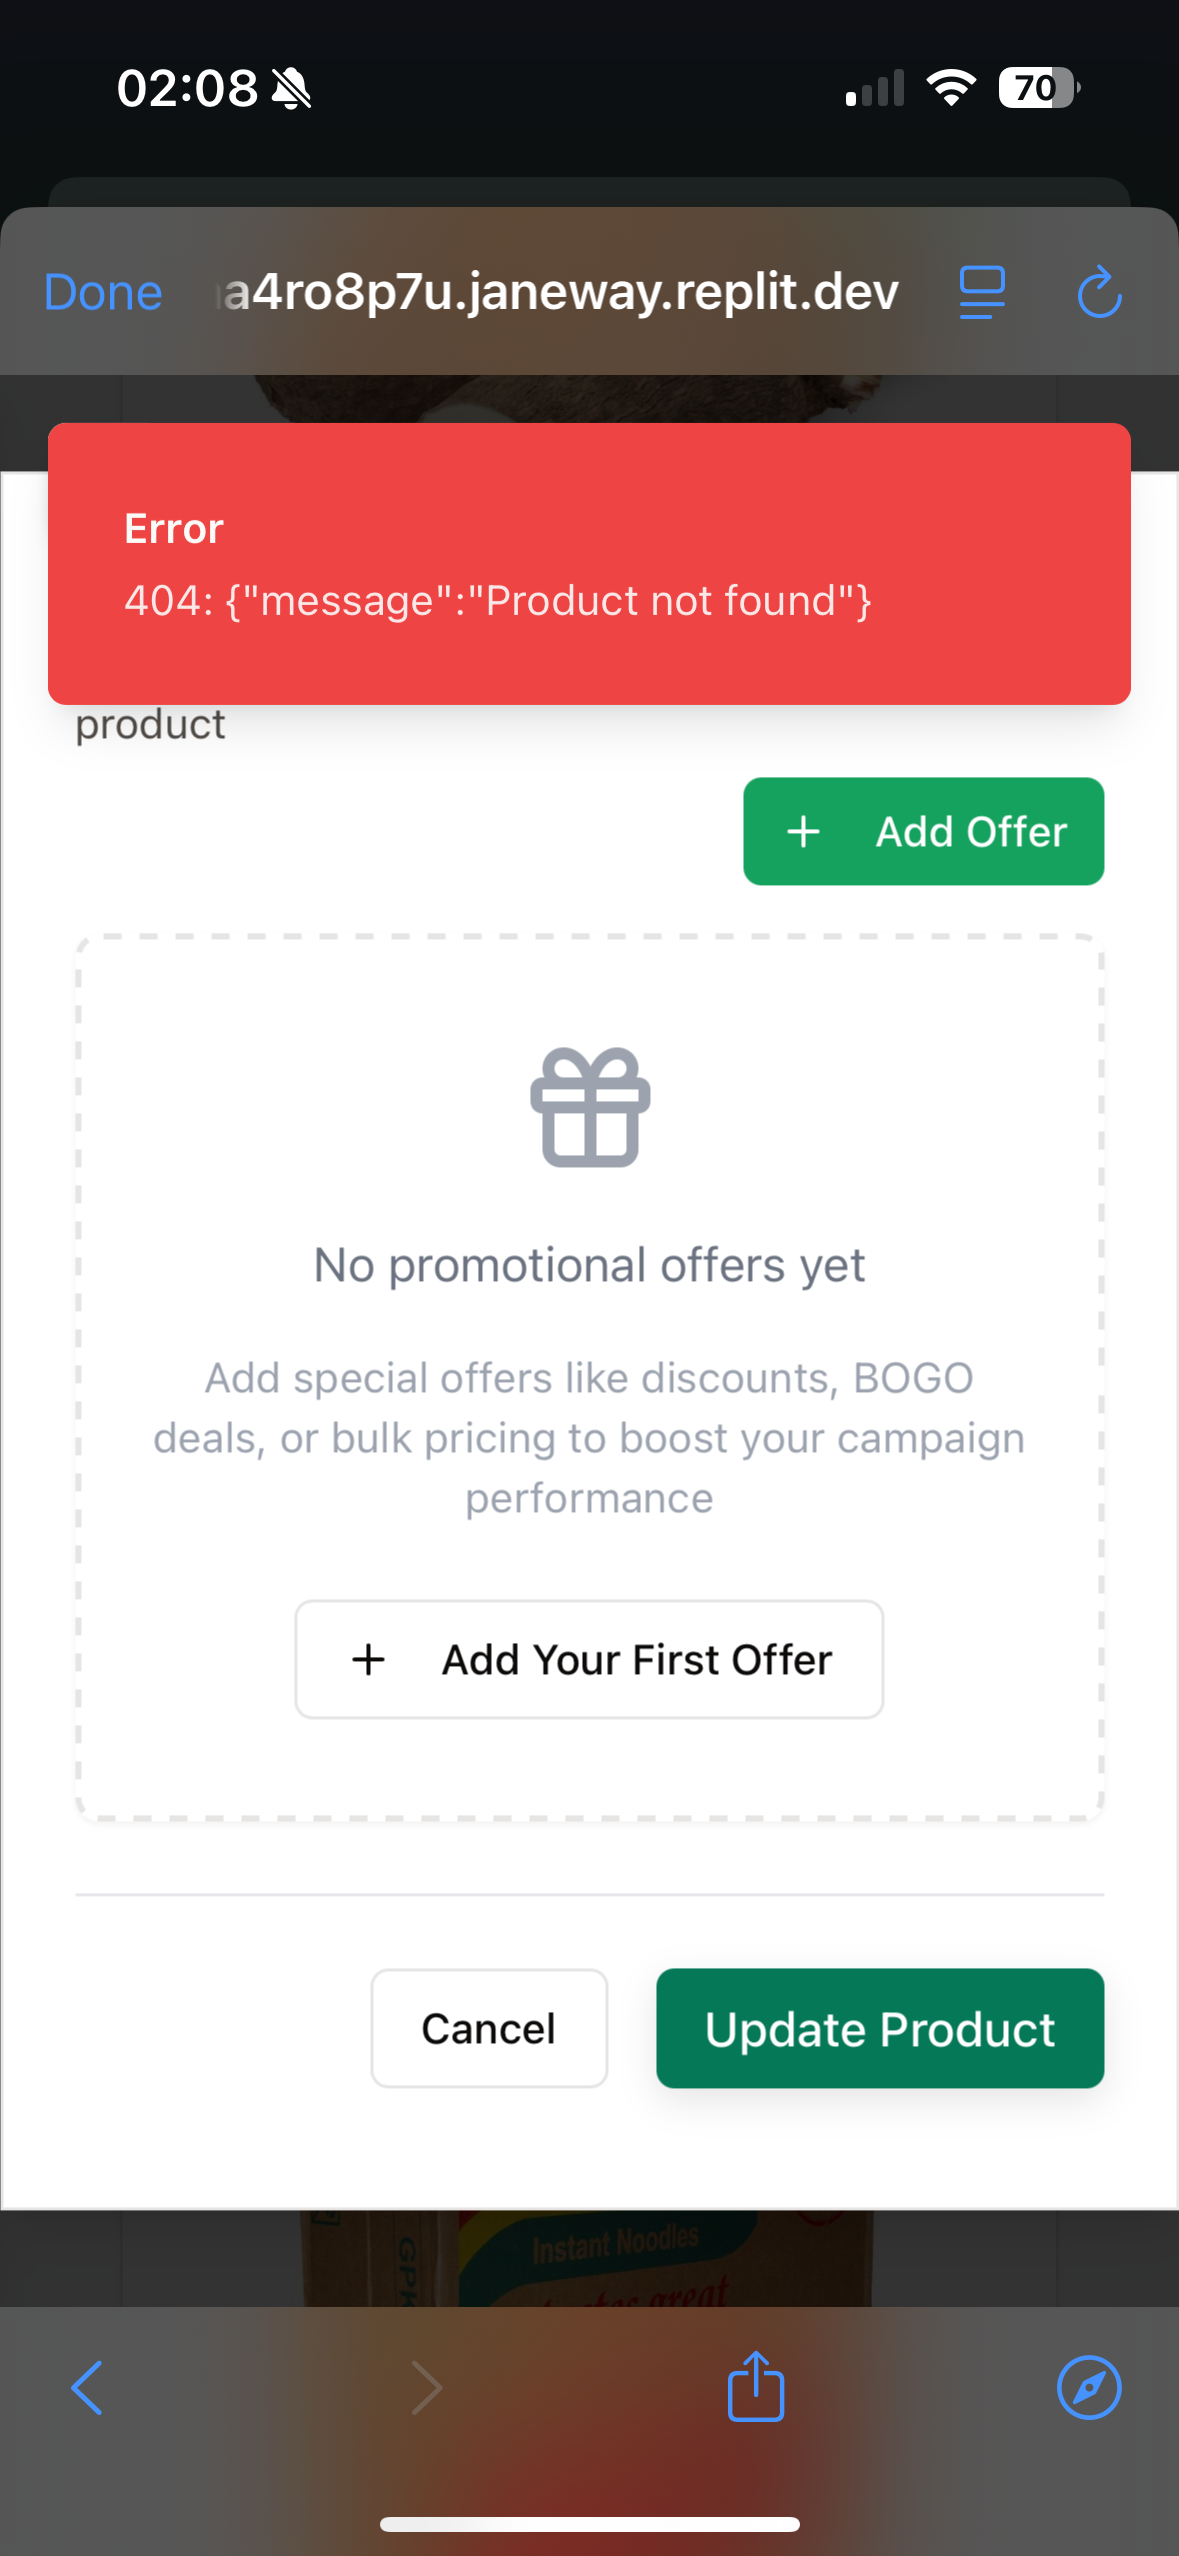 02:08
70
Done
a4ro8p7u.janeway.replit.dev
Error
404: {"message":"Product not found"}
product
+ Add Offer
No promotional offers yet
Add special offers like discounts, BOGO
deals, or bulk pricing to boost your campaign
performance
+ Add Your First Offer
Cancel
Update Product
Instant Noodles
great